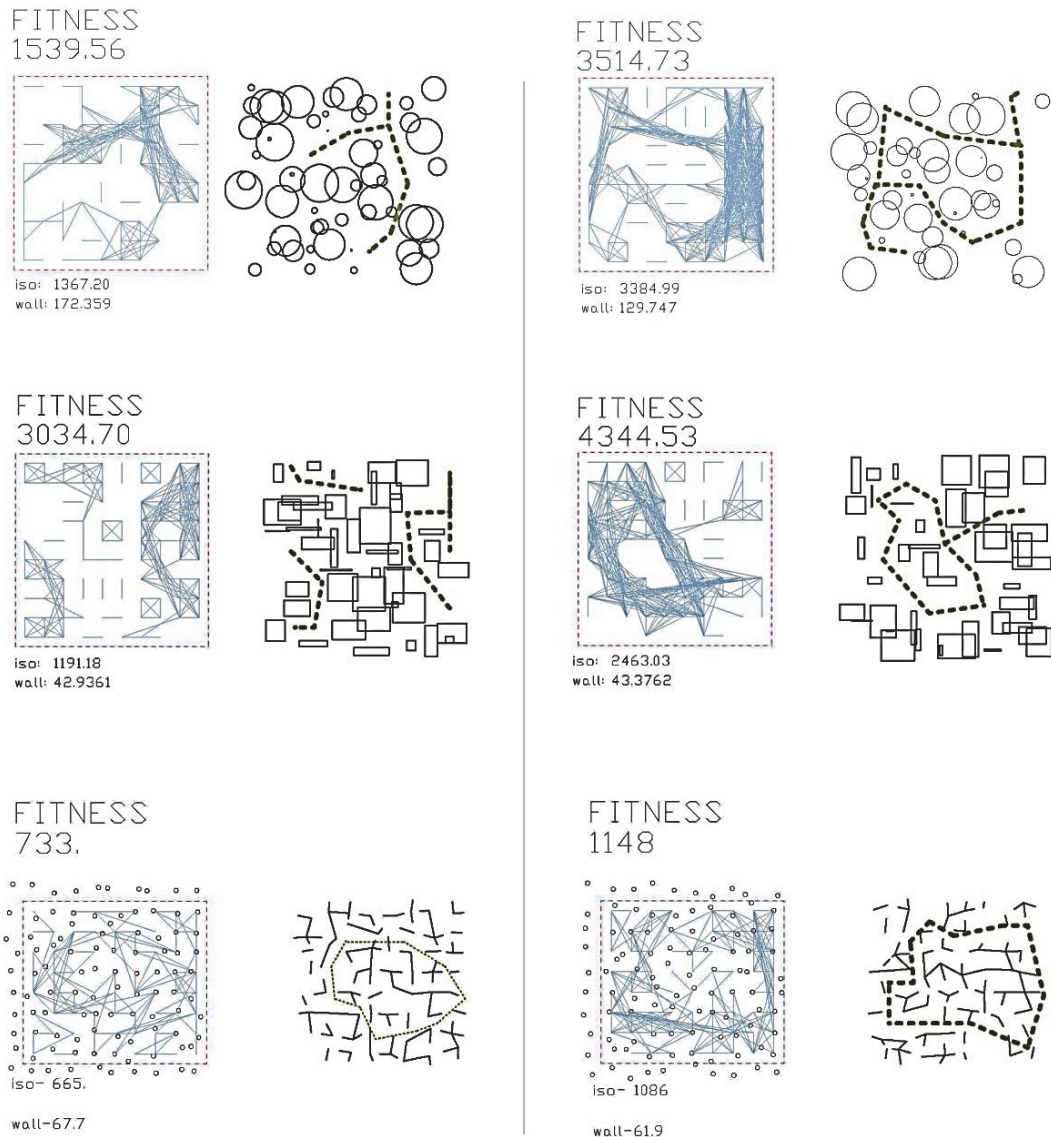 FITNESS
1539.56
iso: 1367.20
wall: 172.359
FITNESS
3514.73
iso: 3384.99
wall: 129.747
FITNESS
3034.70
iso: 1191.18
wall: 42.9361
FITNESS
4344.53
iso: 2463.03
wall: 43.3762
FITNESS
733.
iso- 665.
wall-67.7
FITNESS
1148
iso- 1086
wall-61.9